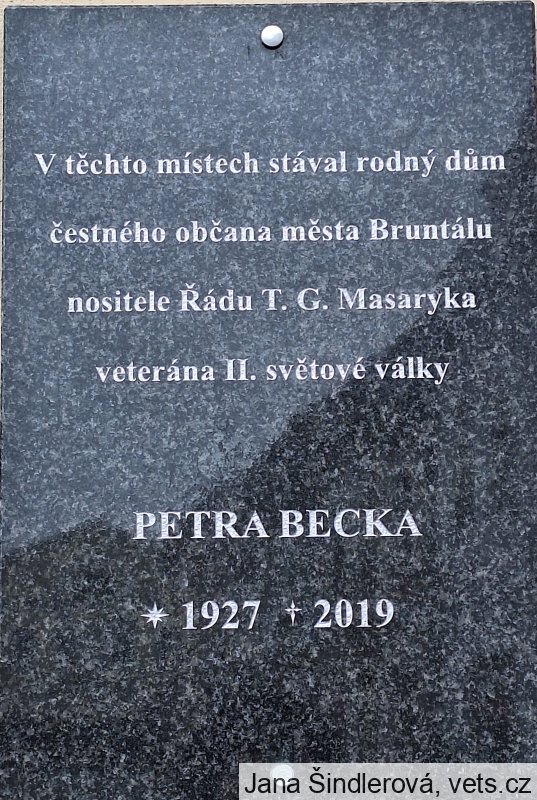 V těchto místech stával rodný dům
čestného občana města Bruntálu
nositele Řádu T. G. Masaryka
veterána II. světové války
PETRA BECKA
✴ 1927 † 2019
Jana Šindlerová, vets.cz